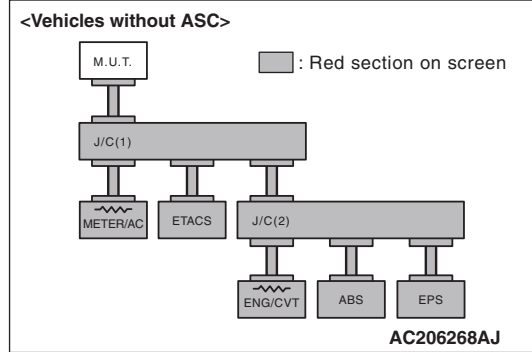 <Vehicles without ASC>
M.U.T.
: Red section on screen
J/C(1)
METER/AC
ETACS
J/C(2)
ENG/CVT
ABS
EPS
AC206268AJ